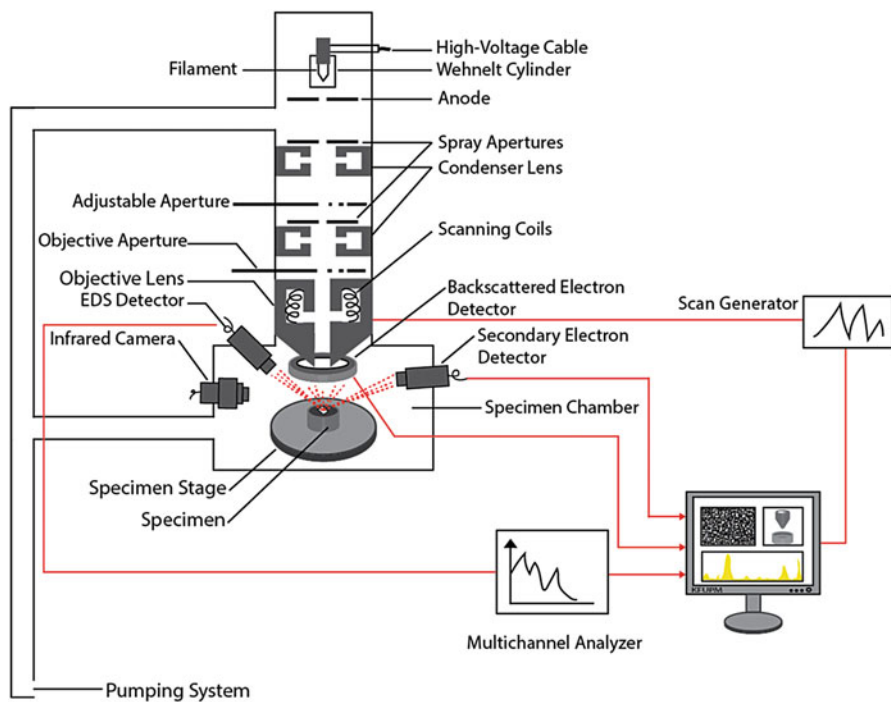 High-Voltage Cable
Filament
Wehnelt Cylinder
Anode
Spray Apertures
Condenser Lens
Adjustable Aperture
Scanning Coils
Objective Aperture
Objective Lens
Backscattered Electron
Detector
EDS Detector
Scan Generator
Infrared Camera
Secondary Electron
Detector
Specimen Chamber
Specimen Stage
Specimen
KFUPM
Multichannel Analyzer
Pumping System